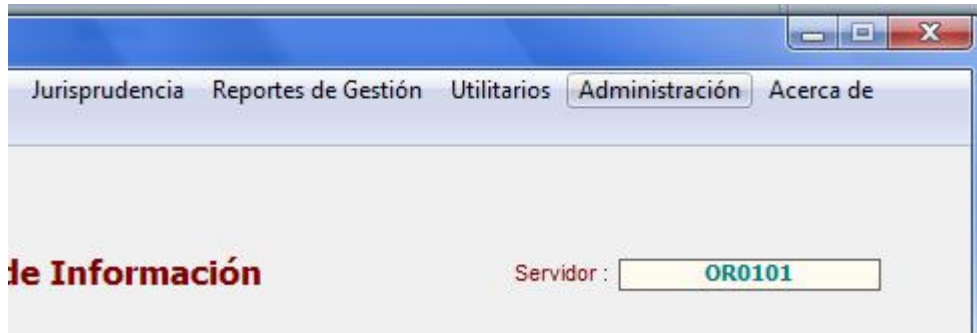 Jurisprudencia Reportes de Gestión Utilitarios Administración Acerca de
de Información
Servidor : OR0101